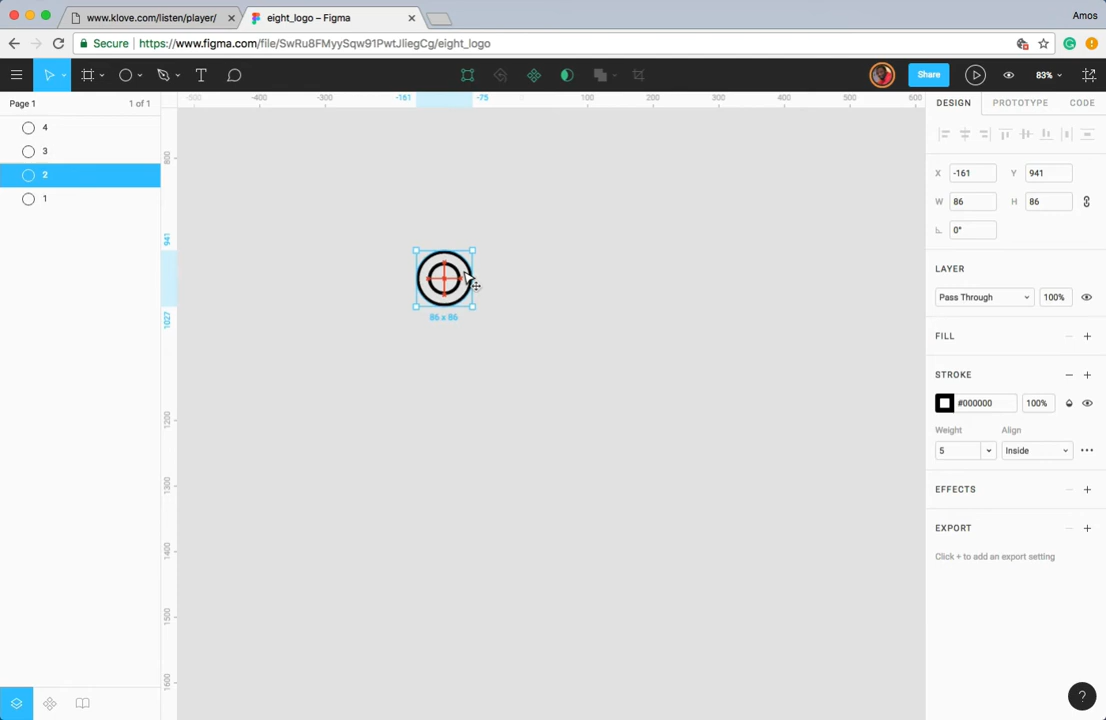 www.klove.com/listen/player/
eight_logo – Figma
Amos
Secure
https://www.figma.com/file/SwRu8FMyySqw91PwtJliegCg/eight_logo
T
Share
83%
Page 1
1 of 1
-500
-400
-300
-161
-75
100
200
300
400
500
600
DESIGN
PROTOTYPE
CODE
4
3
2
1
800
941
1027
1200
1300
1400
1500
1600
86 x 86
X
-161
Y
941
W
86
H
86
0°
LAYER
Pass Through
100%
FILL
STROKE
#000000
100%
Weight
Align
5
Inside
EFFECTS
EXPORT
Click + to add an export setting
?